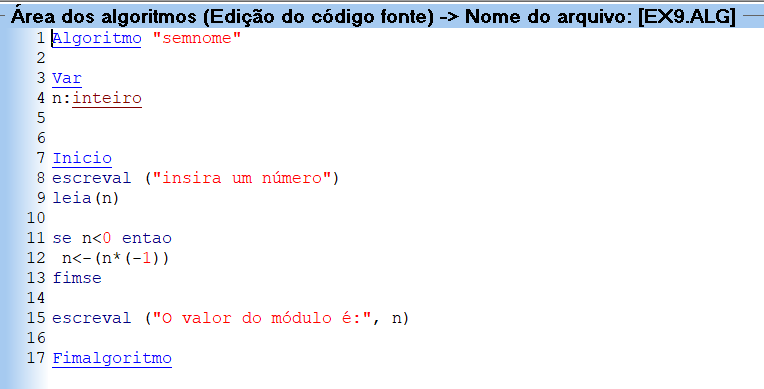 Área dos algoritmos (Edição do código fonte) -> Nome do arquivo: [EX9.ALG]
1 Algoritmo "semnome"
2
3 Var
4 n:inteiro
5
6
7 Inicio
8 escreval ("insira um número")
9 leia(n)
10
11 se n<0 entao
12  n<-(n*(-1))
13 fimse
14
15 escreval ("O valor do módulo é:", n)
16
17 Fimalgoritmo